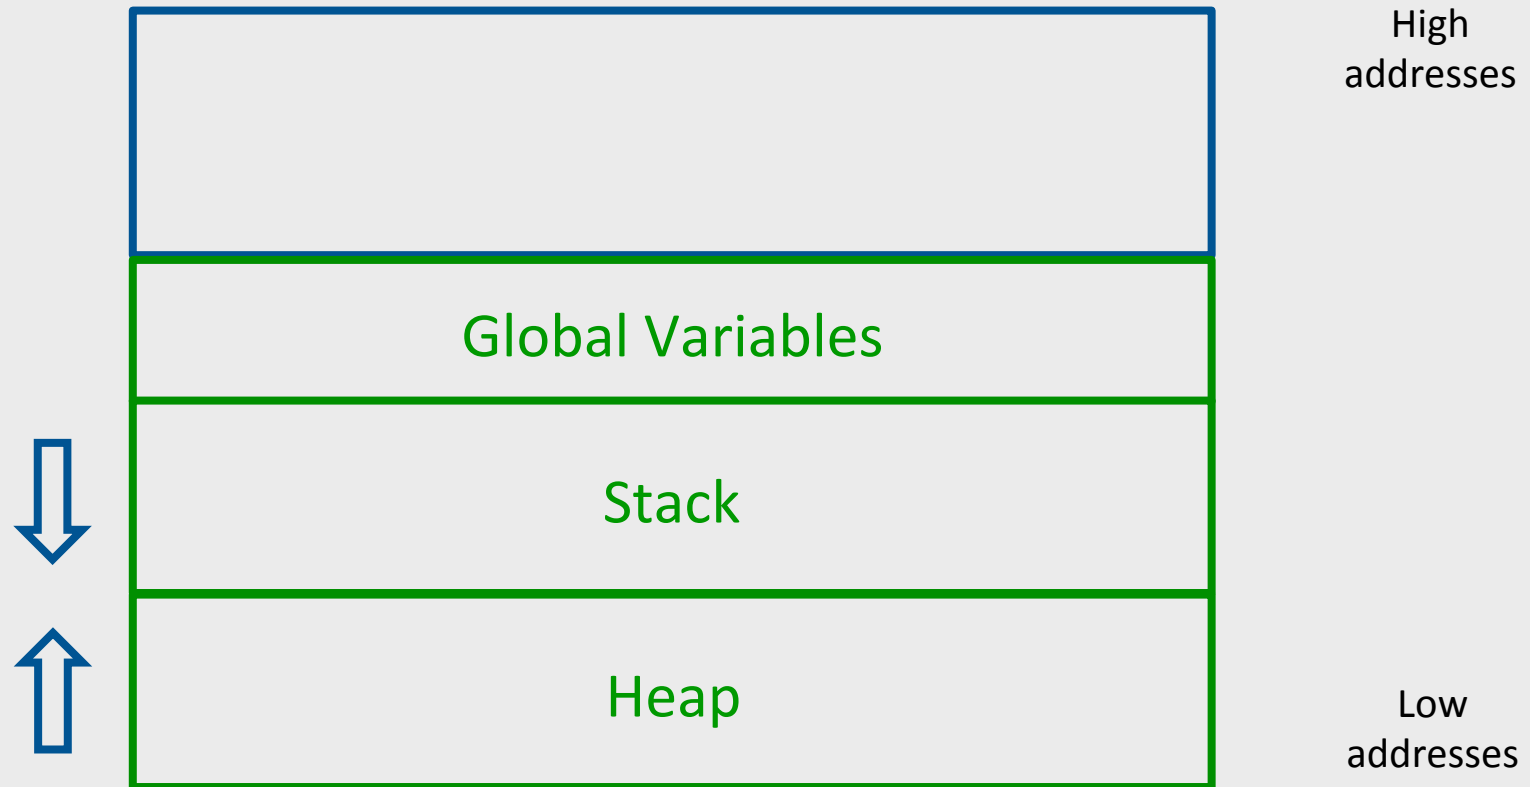 High
addresses
Global Variables
Stack
Heap
Low
addresses